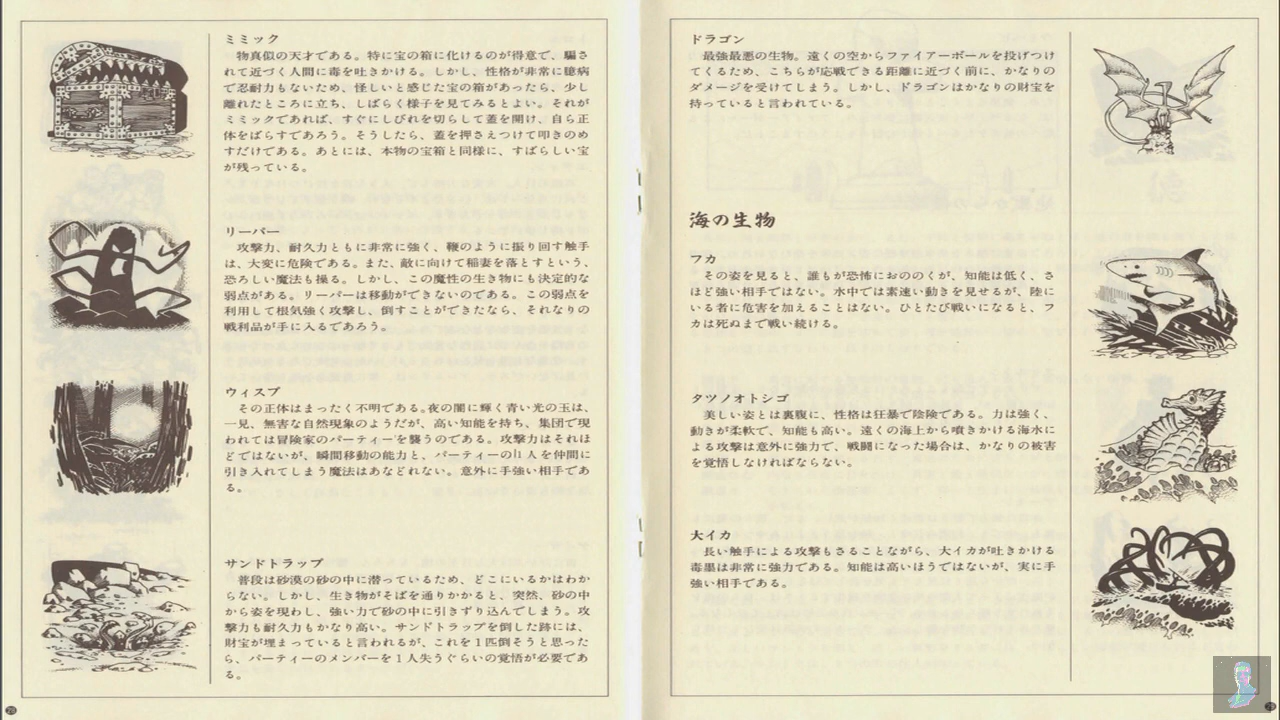 ミミック
物真似の天才である。特に宝の箱に化けるのが得意で、騙さ
れて近づく人間に毒を吐きかける。しかし、性格が非常に臆病
で忍耐力もないため、怪しいと感じた宝の箱があったら、少し
離れたところに立ち、しばらく様子を見てみるとよい。それが
ミミックであれば、すぐにしびれを切らして蓋を開け、自ら正
体をばらすであろう。そうしたら、蓋を押さえつけて叩きのめ
すだけである。あとには、本物の宝箱と同様に、すばらしい宝
が残っている。
リーパー
攻撃力、耐久力ともに非常に強く、鞭のように振り回す触手
は、大変に危険である。また、敵に向けて稲妻を落とすという、
恐ろしい魔法も操る。しかし、この魔性の生き物にも決定的な
弱点がある。リーパーは移動ができないのである。この弱点を
利用して根気強く攻撃し、倒すことができたなら、それなりの
戦利品が手に入るであろう。
ウィスプ
その正体はまったく不明である。夜の闇に輝く青い光の玉は、
一見、無害な自然現象のようだが、高い知能を持ち、集団で現
われては冒険家のパーティーを襲うのである。攻撃力はそれほ
どではないが、瞬間移動の能力と、パーティーの1人を仲間に
引き入れてしまう魔法はあなどれない。意外に手強い相手であ
る。
サンドトラップ
普段は砂漠の砂の中に潜っているため、どこにいるかはわか
らない。しかし、生き物がそばを通りかかると、突然、砂の中
から姿を現わし、強い力で砂の中に引きずり込んでしまう。攻
撃力も耐久力もかなり高い。サンドトラップを倒した跡には、
財宝が埋まっていると言われるが、これを1匹倒そうと思った
ら、パーティーのメンバーを1人失うぐらいの覚悟が必要であ
る。
28
ドラゴン
最強最悪の生物。遠くの空からファイアーボールを投げつけ
てくるため、こちらが応戦できる距離に近づく前に、かなりの
ダメージを受けてしまう。しかし、ドラゴンはかなりの財宝を
持っていると言われている。
海の生物
フカ
その姿を見ると、誰もが恐怖におののくが、知能は低く、さ
ほど強い相手ではない。水中では素速い動きを見せるが、陸に
いる者に危害を加えることはない。ひとたび戦いになると、フ
カは死ぬまで戦い続ける。
タツノオトシゴ
美しい姿とは裏腹に、性格は狂暴で陰険である。力は強く、
動きが柔軟で、知能も高い。遠くの海上から噴きかける海水に
よる攻撃は意外に強力で、戦闘になった場合は、かなりの被害
を覚悟しなければならない。
大イカ
長い触手による攻撃もさることながら、大イカが吐きかける
毒墨は非常に強力である。知能は高いほうではないが、実に手
強い相手である。